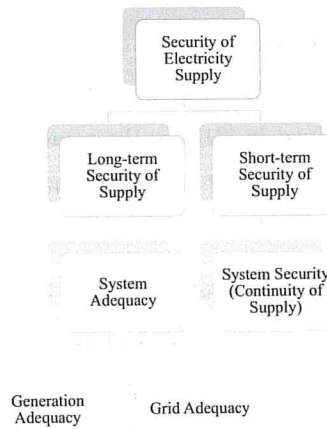 Security of
Electricity
Supply
Long-term
Security of
Supply
Short-term
Security of
Supply
System
Adequacy
System Security
(Continuity of
Supply)
Generation
Adequacy
Grid Adequacy